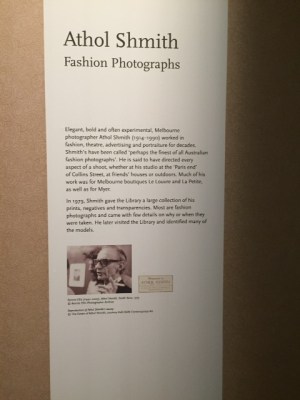 Athol Shmith
Fashion Photographs
Elegant, bold and often experimental, Melbourne
photographer Athol Shmith (1914–1990) worked in
fashion, theatre, advertising and portraiture for decades.
Shmith's have been called 'perhaps the finest of all Australian
fashion photographs'. He is said to have directed every
aspect of a shoot, whether at his studio at the 'Paris end'
of Collins Street, at friends' houses or outdoors. Much of his
work was for Melbourne boutiques Le Louvre and La Petite,
as well as for Myer.
In 1979, Shmith gave the Library a large collection of his
prints, negatives and transparencies. Most are fashion
photographs and came with few details on why or when they
were taken. He later visited the Library and identified many of
the models.